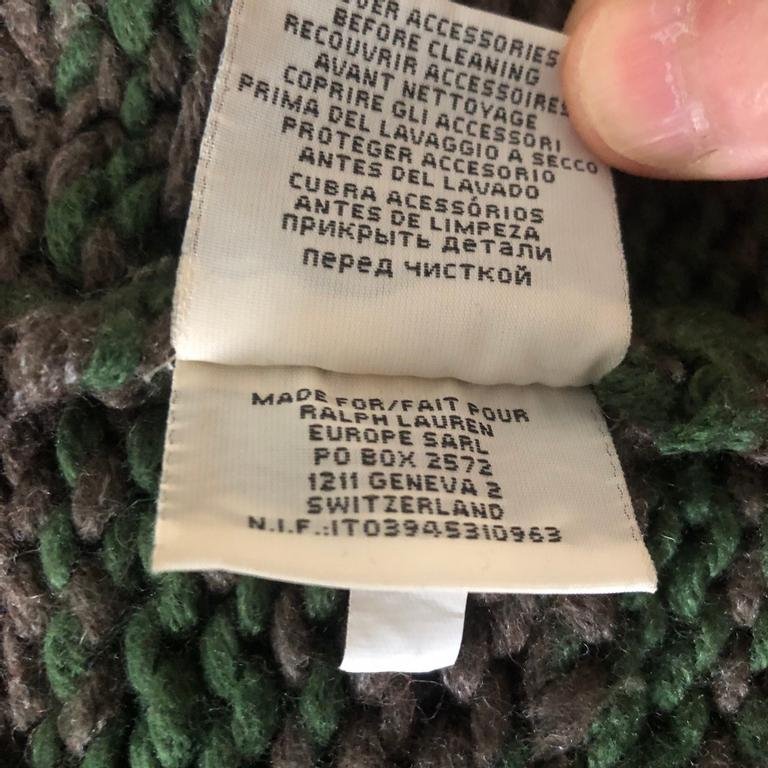 ACCESSORIES
BEFORE CLEANING
RECOUVRIR ACCESSOIRES
AVANT NETTOYAGE
COPRIRE GLI ACCESSORI
PRIMA DEL LAVAGGIO A SECCO
PROTEGER ACCESORIO
ANTES DEL LAVADO
CUBRA ACESSÓRIOS
ANTES DE LIMPEZA
ПРИКРЫТЬ ДЕТАЛИ
ПЕРЕД ЧИСТКОЙ
MADE FOR/FAIT POUR
RALPH LAUREN
EUROPE SARL
PO BOX 2572
1211 GENEVA 2
SWITZERLAND
N.I.F.:IT03945310963